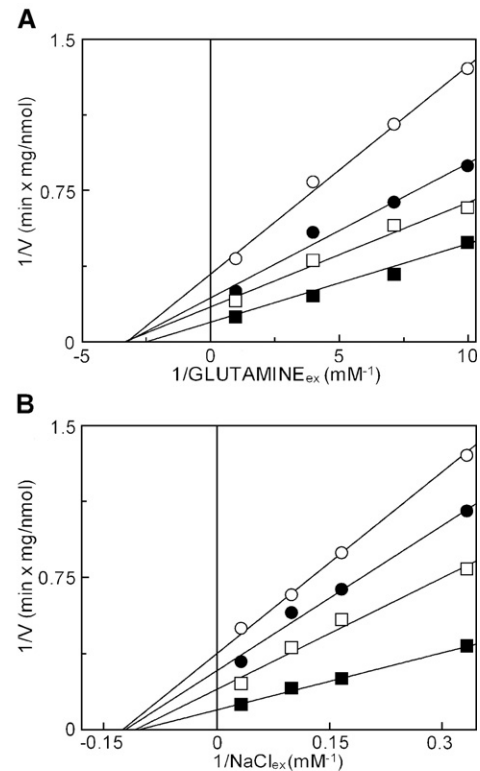 A
1.5
0.75
0
-5
0
5
10
1/V (min x mg/nmol)
1/GLUTAMINEex (mM-1)
B
1.5
0.75
0
-0.15
0
0.15
0.3
1/V (min x mg/nmol)
1/NaClex(mM-1)